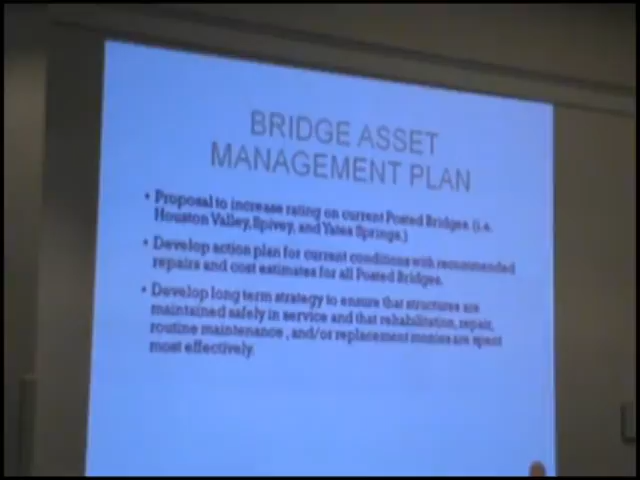 BRIDGE ASSET
MANAGEMENT PLAN
• Proposal to increase rating on current Posted Bridges. (i.e.
Houston Valley, Spivey, and Yates Springs.)
• Develop action plan for current conditions with recommended
repairs and cost estimates for all Posted Bridges.
• Develop long term strategy to ensure that structures are
maintained safely in service and that rehabilitation, repair,
routine maintenance , and/or replacement monies are spent
most effectively.